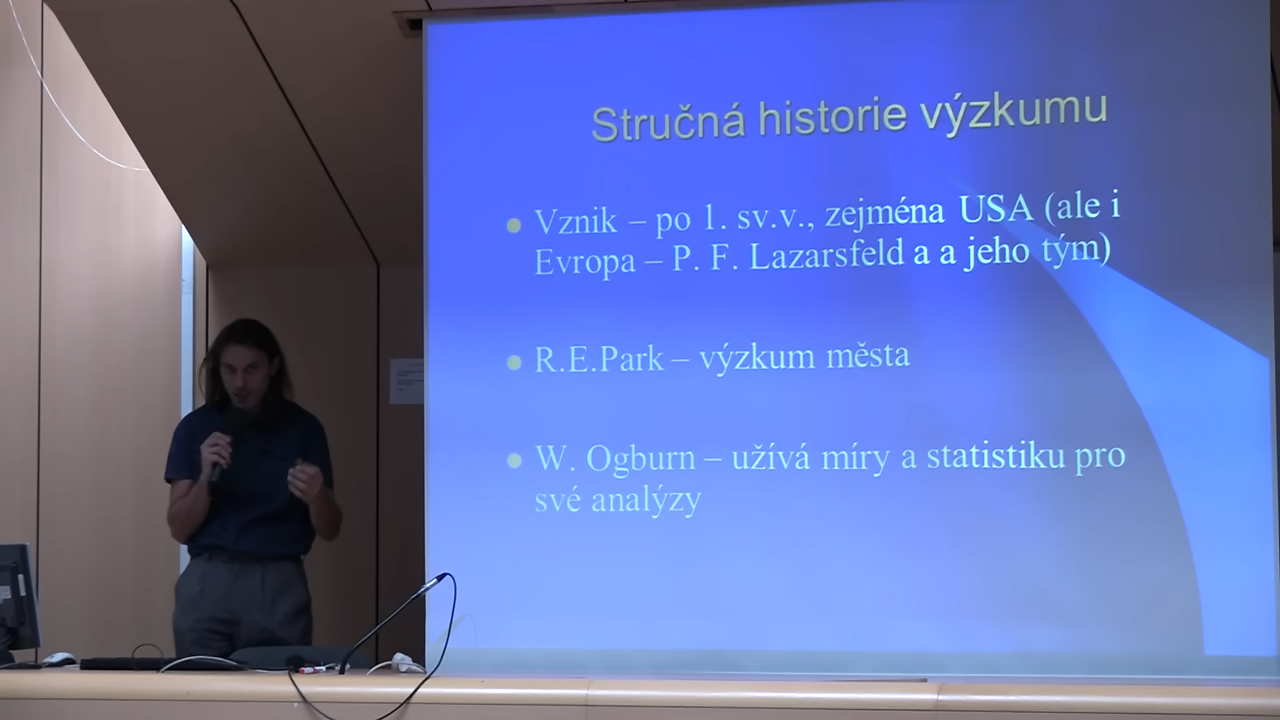 Stručná historie výzkumu
Vznik – po 1. sv.v., zejména USA (ale i
Evropa – P. F. Lazarsfeld a a jeho tým)
R.E.Park – výzkum města
W. Ogburn – užívá míry a statistiku pro
své analýzy